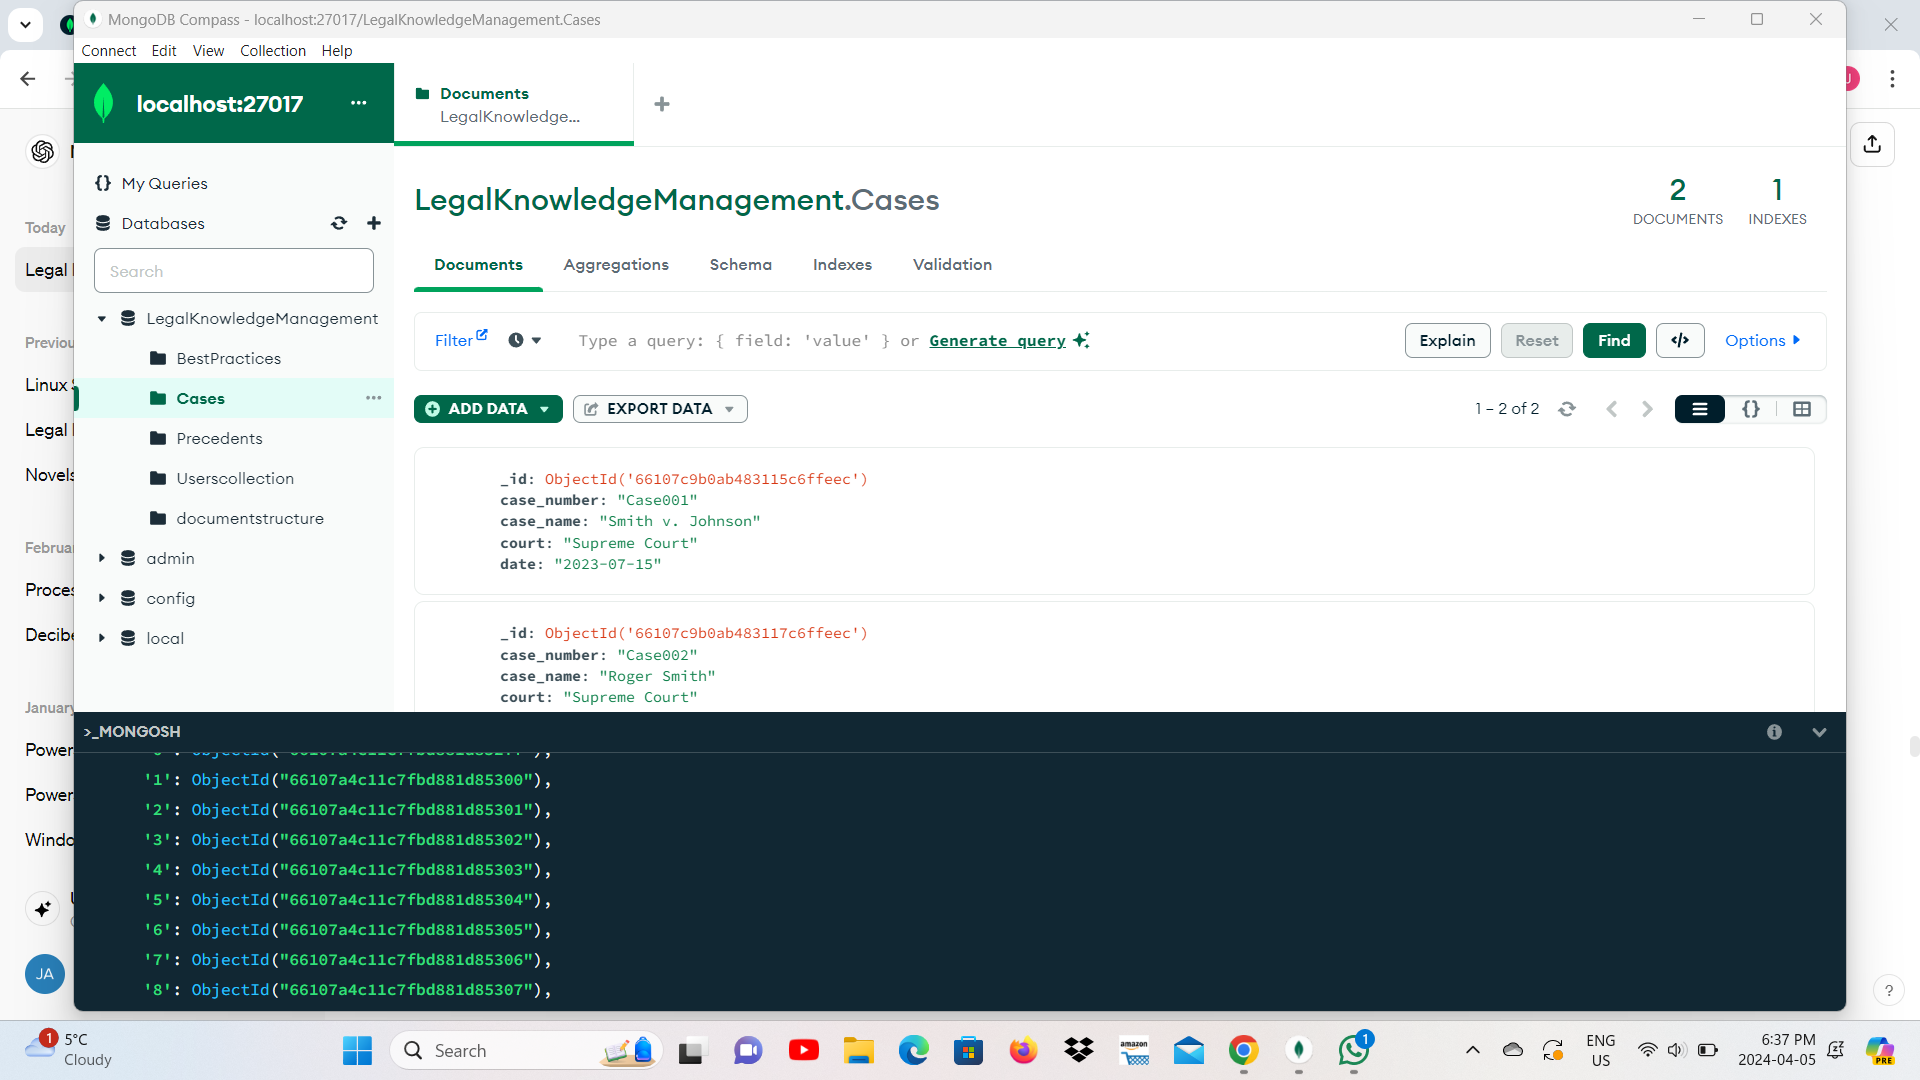 MongoDB Compass - localhost:27017/LegalKnowledgeManagement.Cases
Connect Edit View Collection Help
localhost:27017
Documents
LegalKnowledge...
My Queries
Databases
Search
LegalKnowledgeManagement
BestPractices
Cases
Precedents
Userscollection
documentstructure
admin
config
local
LegalKnowledgeManagement.Cases
2
DOCUMENTS
1
INDEXES
Documents Aggregations Schema Indexes Validation
Filter
Type a query: { field: 'value' } or Generate query
Explain Reset Find </> Options
ADD DATA EXPORT DATA
1 – 2 of 2
{}
_id: ObjectId('66107c9b0ab483115c6ffeec')
case_number: "Case001"
case_name: "Smith v. Johnson"
court: "Supreme Court"
date: "2023-07-15"
_id: ObjectId('66107c9b0ab483117c6ffeec')
case_number: "Case002"
case_name: "Roger Smith"
court: "Supreme Court"
>_MONGOSH
'1': ObjectId("66107a4c11c7fbd881d85300"),
'2': ObjectId("66107a4c11c7fbd881d85301"),
'3': ObjectId("66107a4c11c7fbd881d85302"),
'4': ObjectId("66107a4c11c7fbd881d85303"),
'5': ObjectId("66107a4c11c7fbd881d85304"),
'6': ObjectId("66107a4c11c7fbd881d85305"),
'7': ObjectId("66107a4c11c7fbd881d85306"),
'8': ObjectId("66107a4c11c7fbd881d85307"),
Today
Legal
Previou
Linux
Legal
Novels
Februa
Proces
Decibe
January
Power
Power
Windo
JA
?
1
5°C
Cloudy
Search
amazon
1
ENG
US
6:37 PM
2024-04-05
PRE